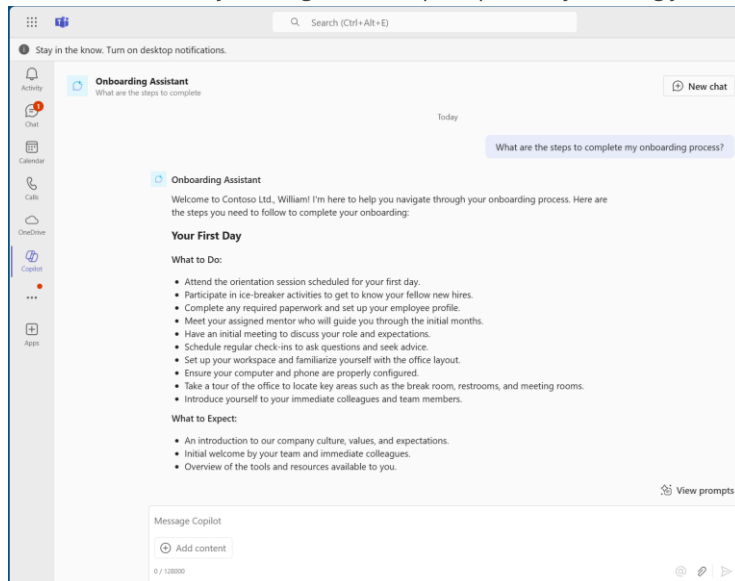 Search (Ctrl+Alt+E)
Stay in the know. Turn on desktop notifications.
Activity
Chat
1
Calendar
Calls
OneDrive
Copilot
Apps
Onboarding Assistant
What are the steps to complete
New chat
Today
What are the steps to complete my onboarding process?
Onboarding Assistant
Welcome to Contoso Ltd., William! I'm here to help you navigate through your onboarding process. Here are
the steps you need to follow to complete your onboarding:
Your First Day
What to Do:
• Attend the orientation session scheduled for your first day.
• Participate in ice-breaker activities to get to know your fellow new hires.
• Complete any required paperwork and set up your employee profile.
• Meet your assigned mentor who will guide you through the initial months.
• Have an initial meeting to discuss your role and expectations.
• Schedule regular check-ins to ask questions and seek advice.
• Set up your workspace and familiarize yourself with the office layout.
• Ensure your computer and phone are properly configured.
• Take a tour of the office to locate key areas such as the break room, restrooms, and meeting rooms.
• Introduce yourself to your immediate colleagues and team members.
What to Expect:
• An introduction to our company culture, values, and expectations.
• Initial welcome by your team and immediate colleagues.
• Overview of the tools and resources available to you.
View prompts
Message Copilot
Add content
0 / 128000